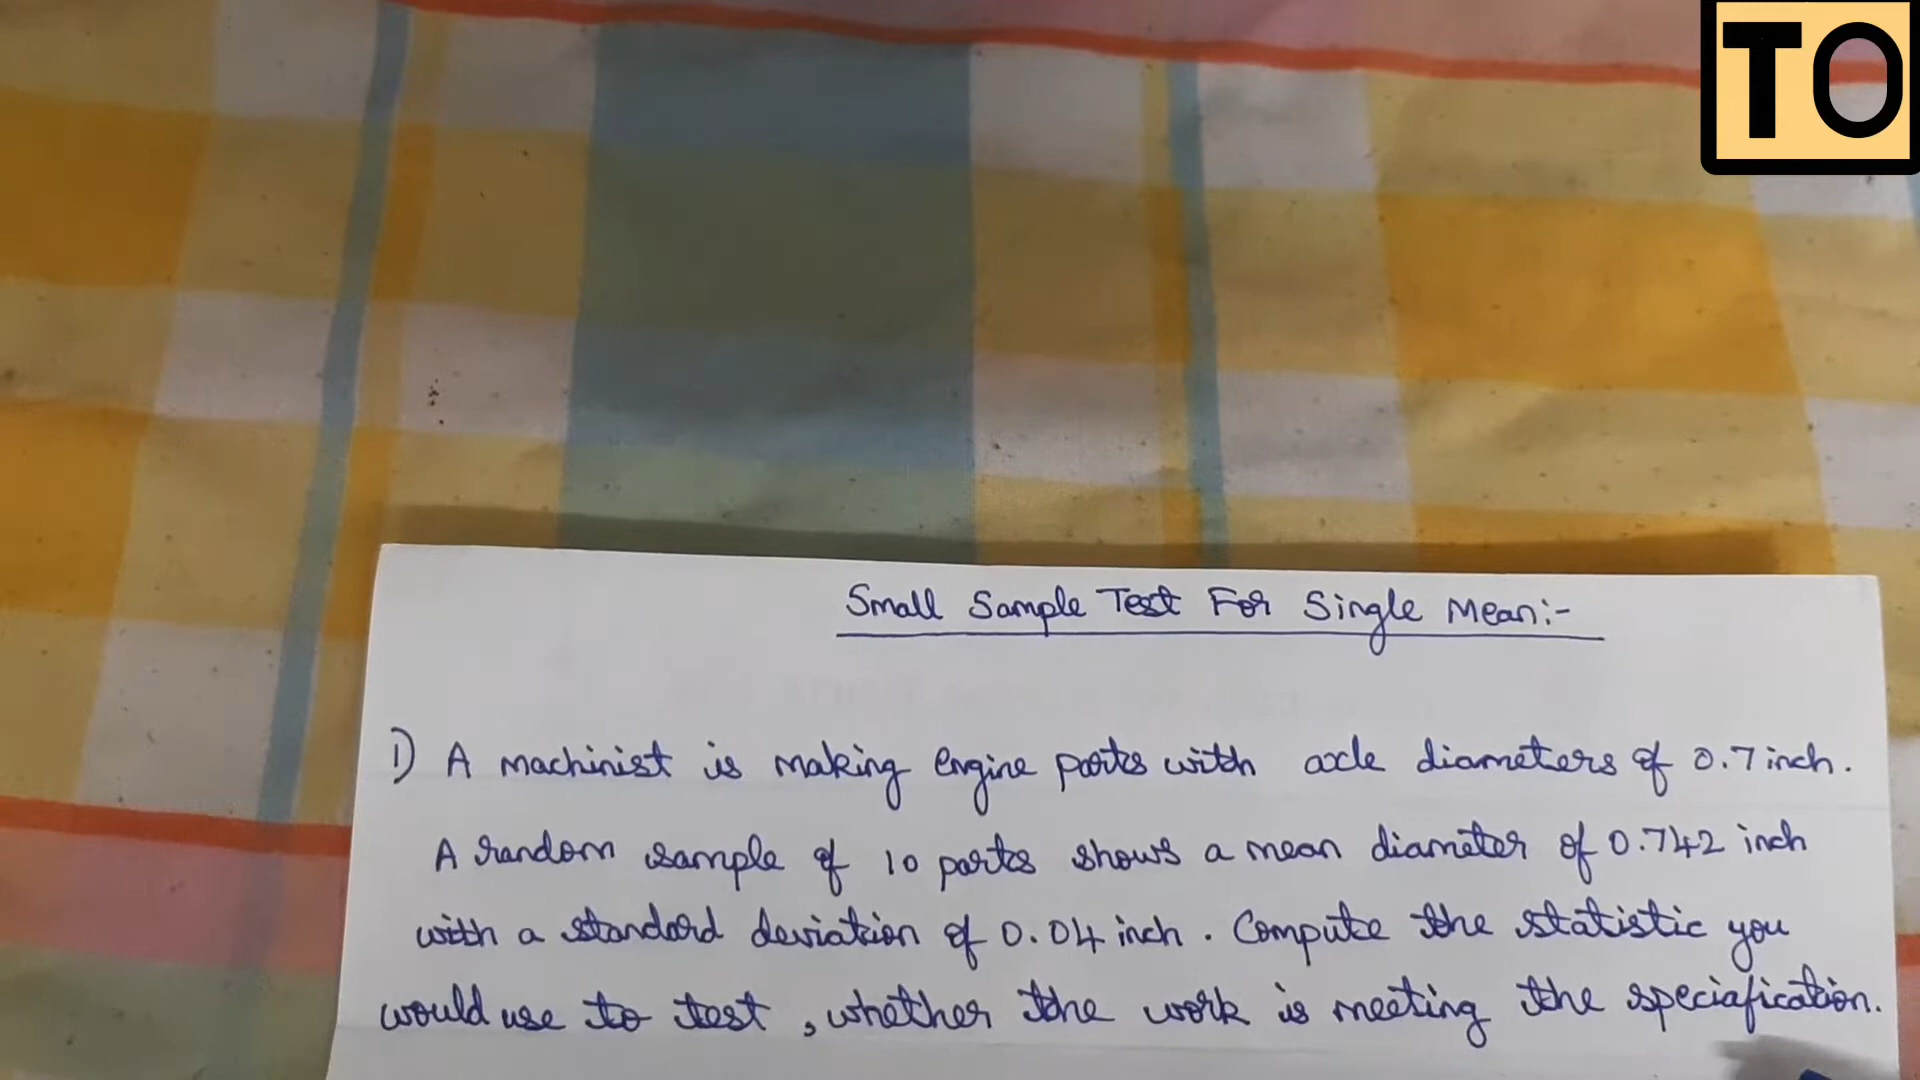 TO
Small Sample Test For Single Mean:-
1) A machinist is making engine parts with axle diameters of 0.7 inch.
A random sample of 10 parts shows a mean diameter of 0.742 inch
with a standard deviation of 0.04 inch. Compute the statistic you
would use to test, whether the work is meeting the speciafication.